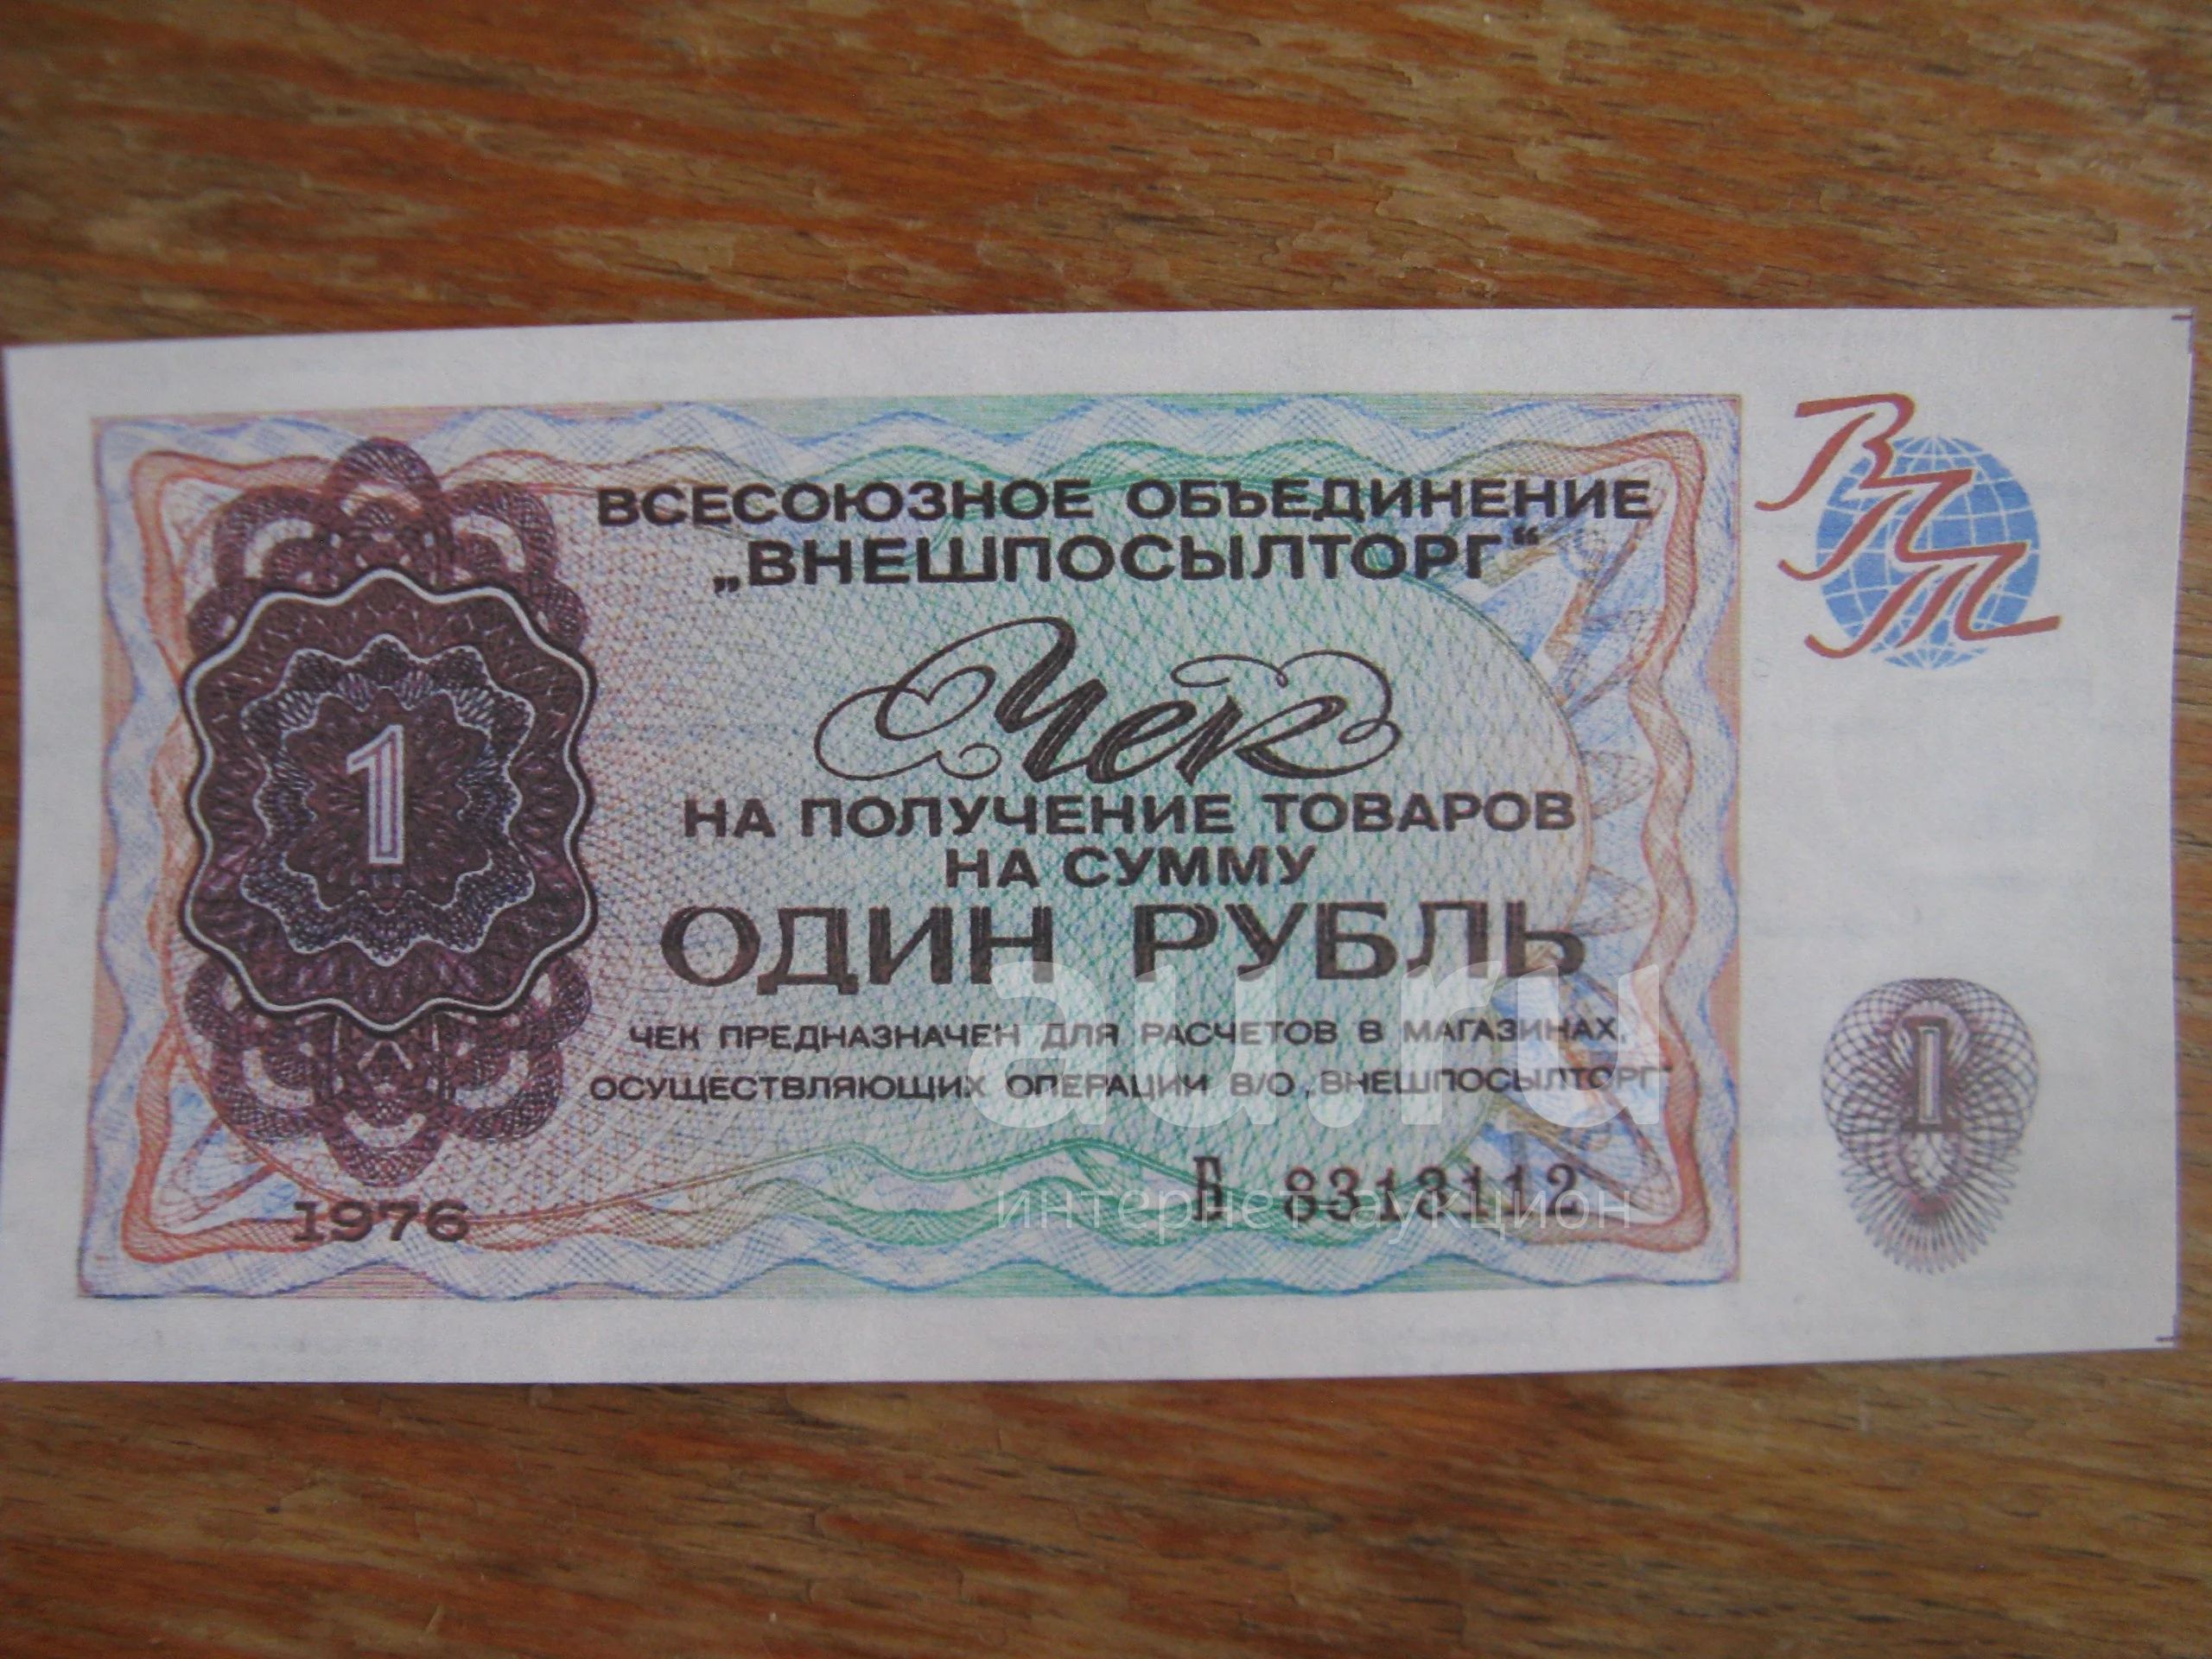 ВСЕСОЮЗНОЕ ОБЪЕДИНЕНИЕ
„ВНЕШПОСЫЛТОРГ“
ВПТ
Чек
НА ПОЛУЧЕНИЕ ТОВАРОВ
НА СУММУ
1
ОДИН РУБЛЬ
ЧЕК ПРЕДНАЗНАЧЕН ДЛЯ РАСЧЕТОВ В МАГАЗИНАХ,
ОСУЩЕСТВЛЯЮЩИХ ОПЕРАЦИИ В/О „ВНЕШПОСЫЛТОРГ“
1
au.ru
интернет-аукцион
1976
8313112